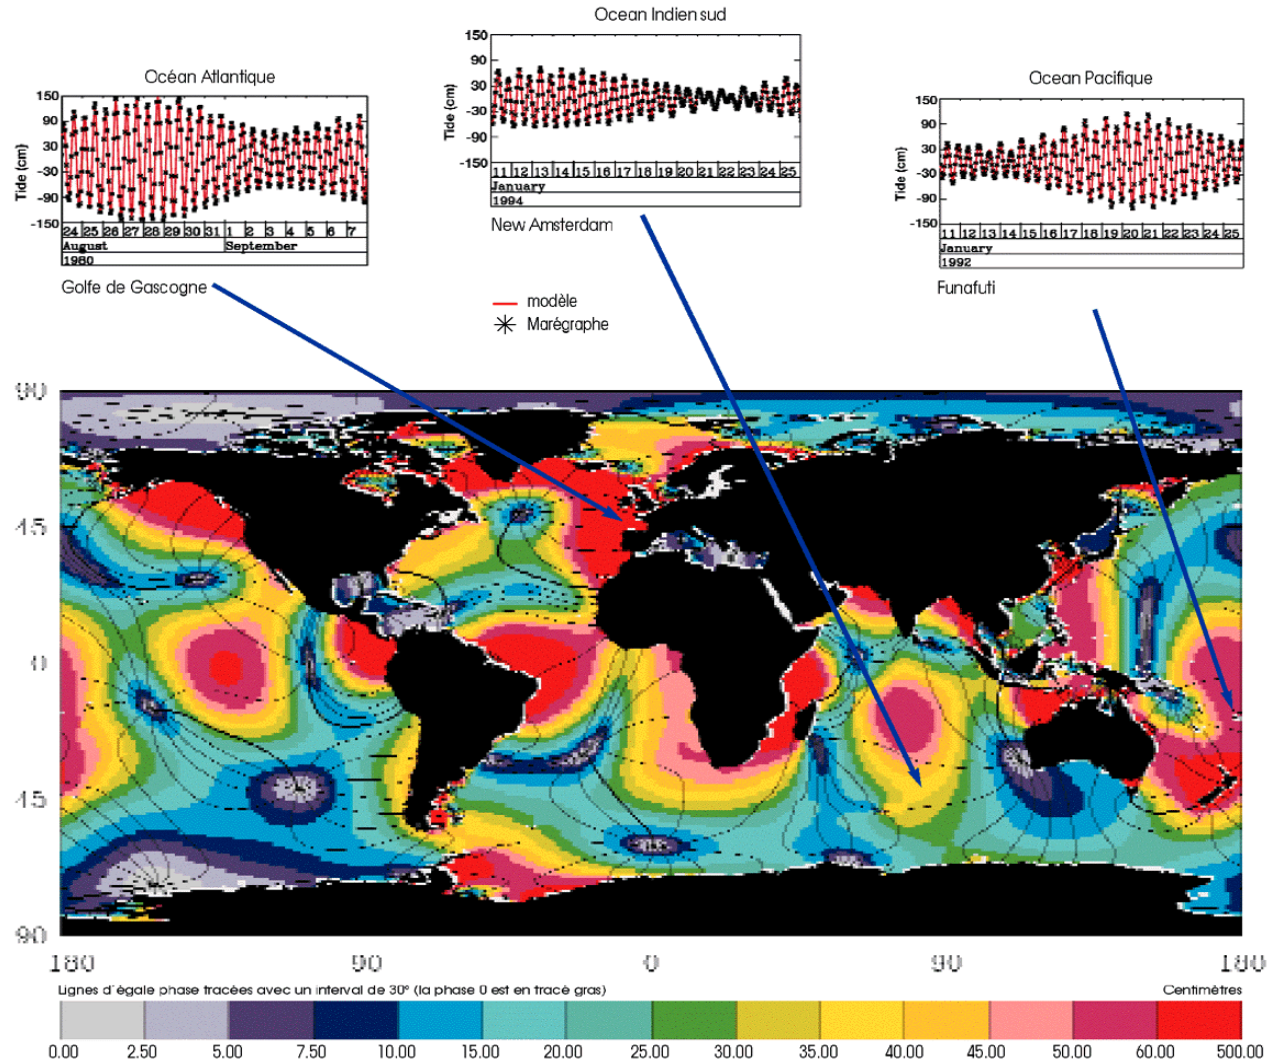 Ocean Indien sud
150
90
30
-30
-90
-150
Tide (cm)
11 12 13 14 15 16 17 18 19 20 21 22 23 24 25
January
1994
New Amsterdam
Océan Atlantique
150
90
30
-30
-90
-150
Tide (cm)
24 25 26 27 28 29 30 31 1 2 3 4 5 6 7
August September
1980
Golfe de Gascogne
Ocean Pacifique
150
90
30
-30
-90
-150
Tide (cm)
11 12 13 14 15 16 17 18 19 20 21 22 23 24 25
January
1992
Funafuti
modèle
Marégraphe
90
45
0
45
90
180 90 0 90 180
Lignes d'égale phase tracées avec un interval de 30° (la phase 0 est en tracé gras) Centimètres
0.00 2.50 5.00 7.50 10.00 15.00 20.00 25.00 30.00 35.00 40.00 45.00 50.00 60.00 500.00